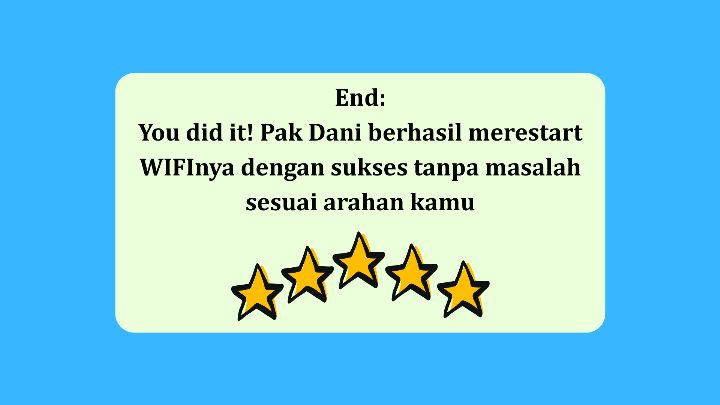 End:
You did it! Pak Dani berhasil merestart
WIFInya dengan sukses tanpa masalah
sesuai arahan kamu